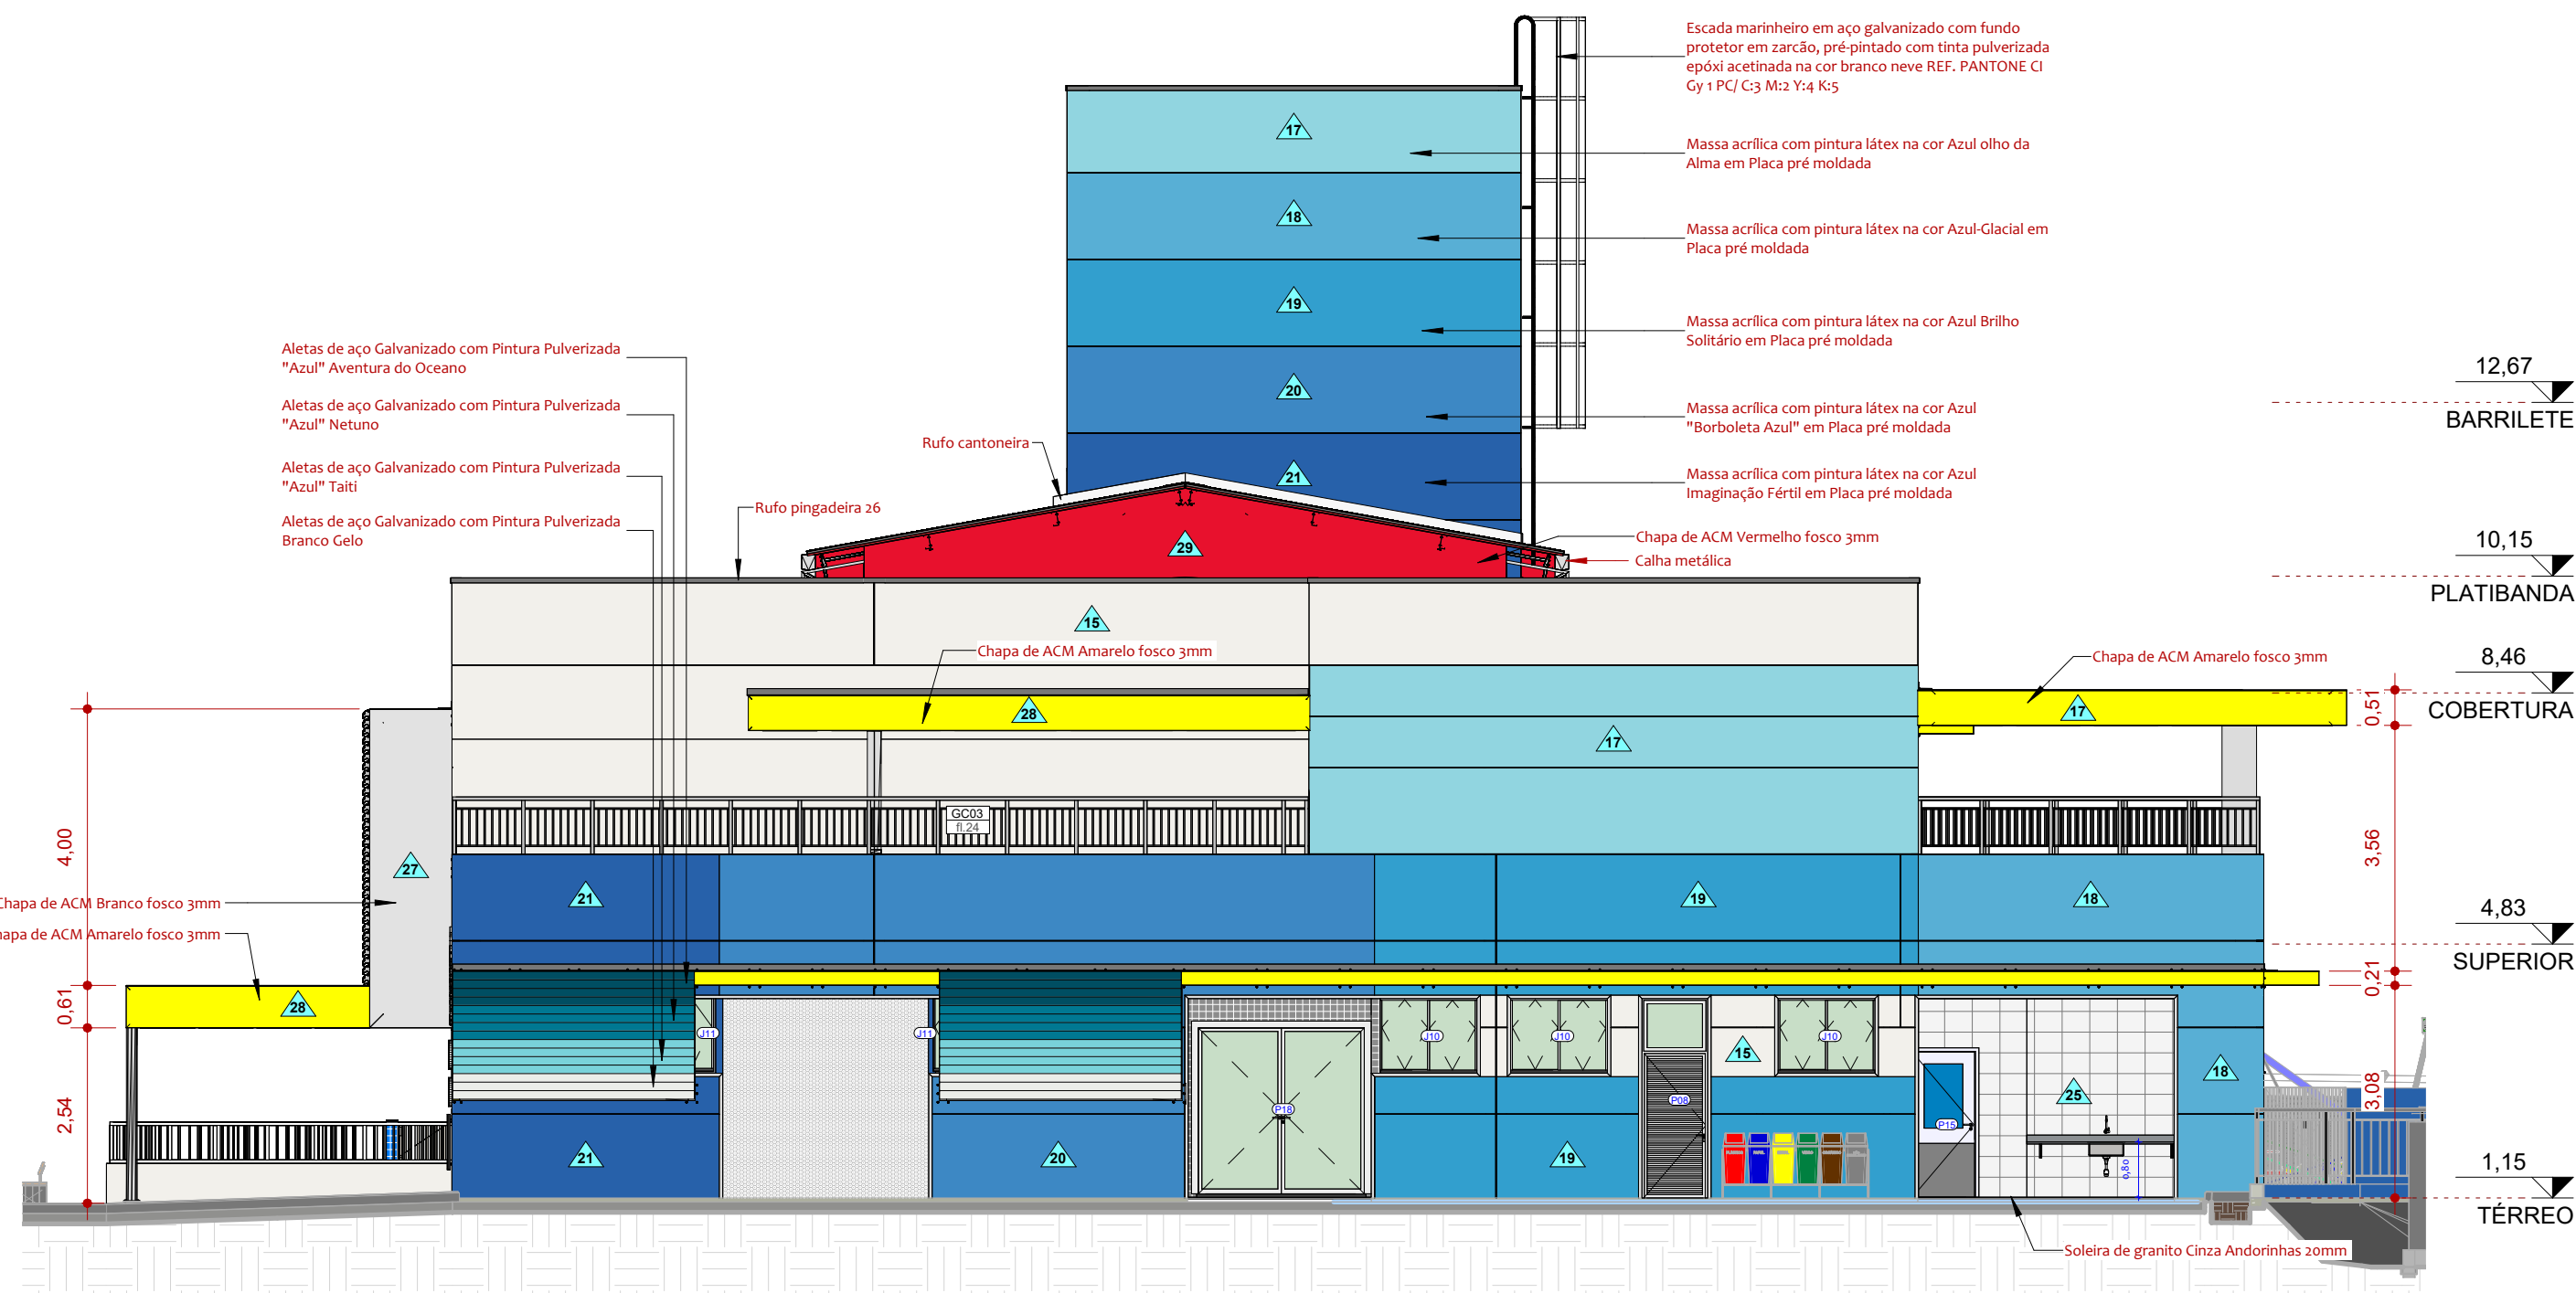 Escada marinheiro em aço galvanizado com fundo
protetor em zarcão, pré-pintado com tinta pulverizada
epóxi acetinada na cor branco neve REF. PANTONE CI
Gy 1 PC/ C:3 M:2 Y:4 K:5
17
Massa acrílica com pintura látex na cor Azul olho da
Alma em Placa pré moldada
18
Massa acrílica com pintura látex na cor Azul-Glacial em
Placa pré moldada
19
Massa acrílica com pintura látex na cor Azul Brilho
Solitário em Placa pré moldada
20
Massa acrílica com pintura látex na cor Azul
"Borboleta Azul" em Placa pré moldada
21
Massa acrílica com pintura látex na cor Azul
Imaginação Fértil em Placa pré moldada
Aletas de aço Galvanizado com Pintura Pulverizada
"Azul" Aventura do Oceano
Aletas de aço Galvanizado com Pintura Pulverizada
"Azul" Netuno
Aletas de aço Galvanizado com Pintura Pulverizada
"Azul" Taiti
Aletas de aço Galvanizado com Pintura Pulverizada
Branco Gelo
Rufo cantoneira
Rufo pingadeira 26
29
Chapa de ACM Vermelho fosco 3mm
Calha metálica
12,67
BARRILETE
10,15
PLATIBANDA
8,46
COBERTURA
4,83
SUPERIOR
1,15
TÉRREO
15
Chapa de ACM Amarelo fosco 3mm
28
17
Chapa de ACM Amarelo fosco 3mm
17
0,51
3,56
0,21
3,08
4,00
0,61
2,54
27
Chapa de ACM Branco fosco 3mm
Chapa de ACM Amarelo fosco 3mm
28
GC03
fl.24
21
19
18
J11
J11
J10
J10
J10
15
P18
P08
P15
25
18
0,80
21
20
19
Soleira de granito Cinza Andorinhas 20mm